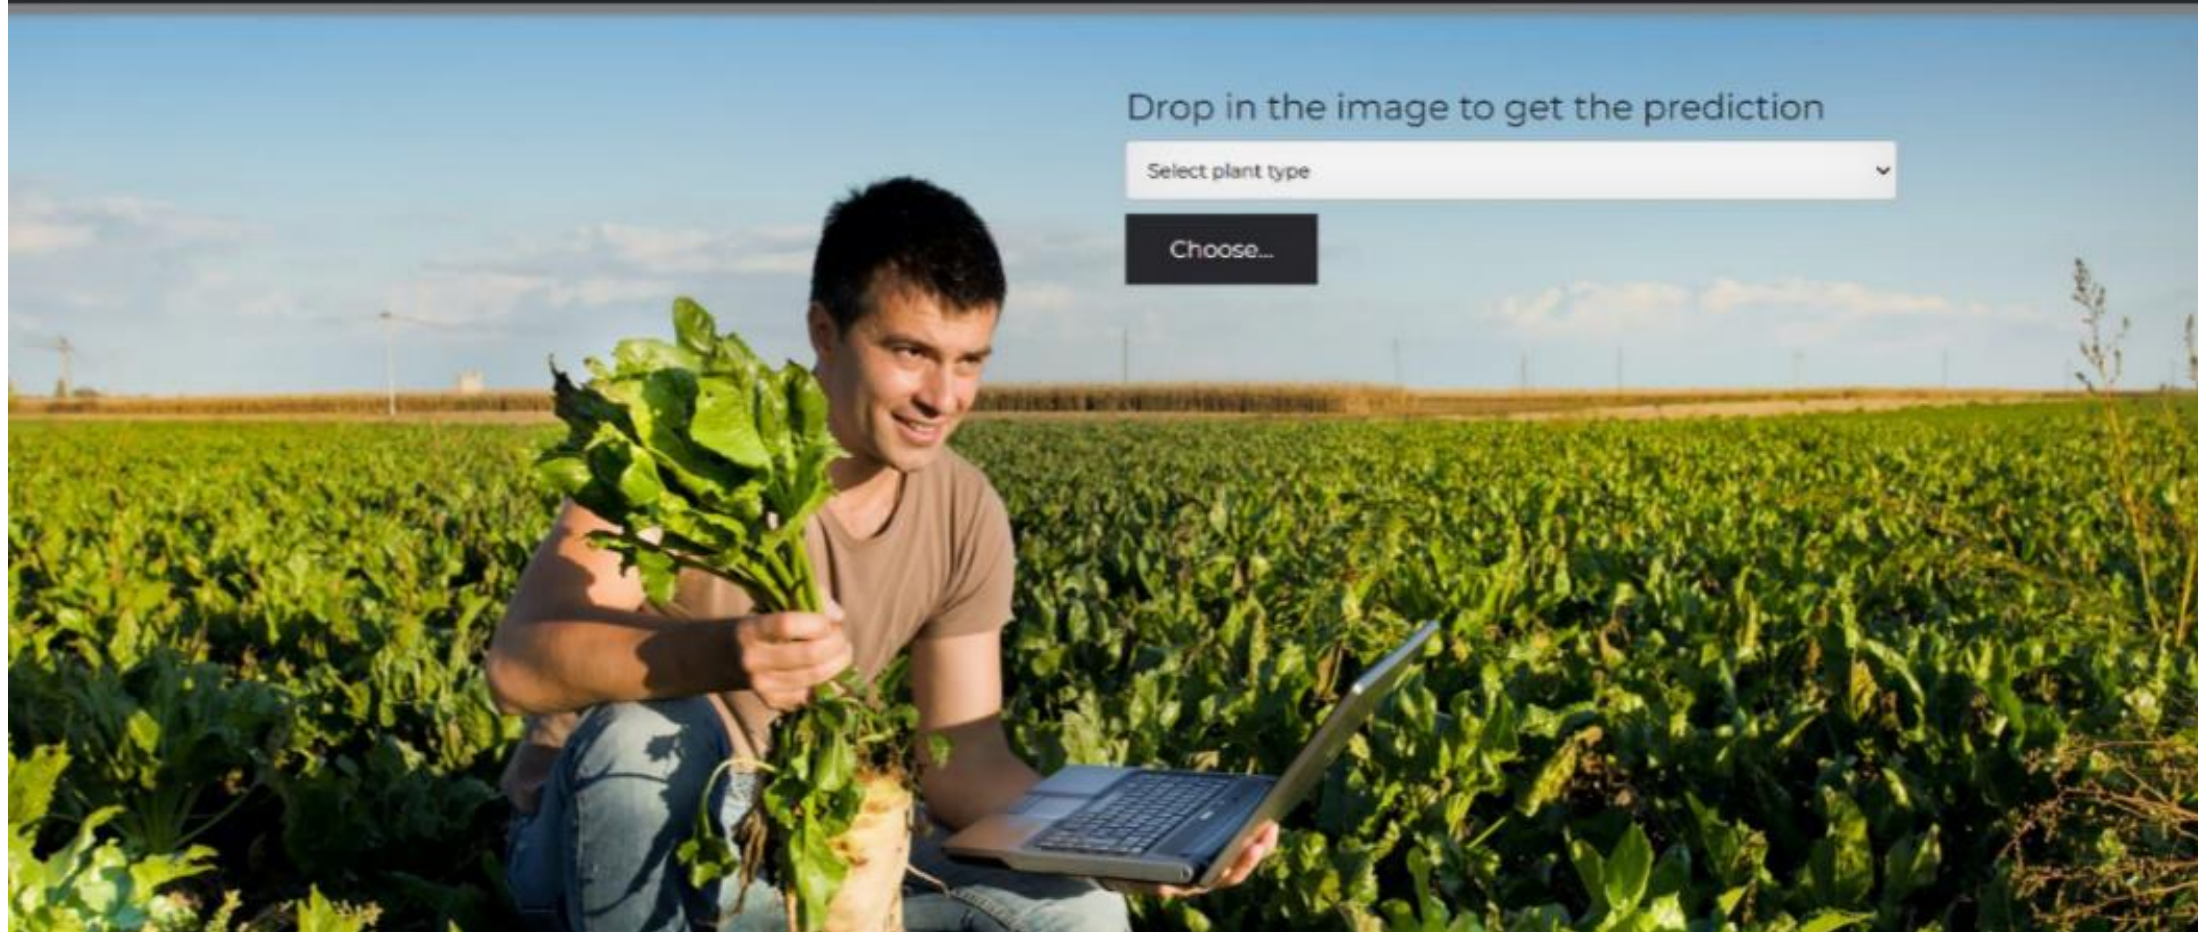 Drop in the image to get the prediction
Select plant type
Choose...